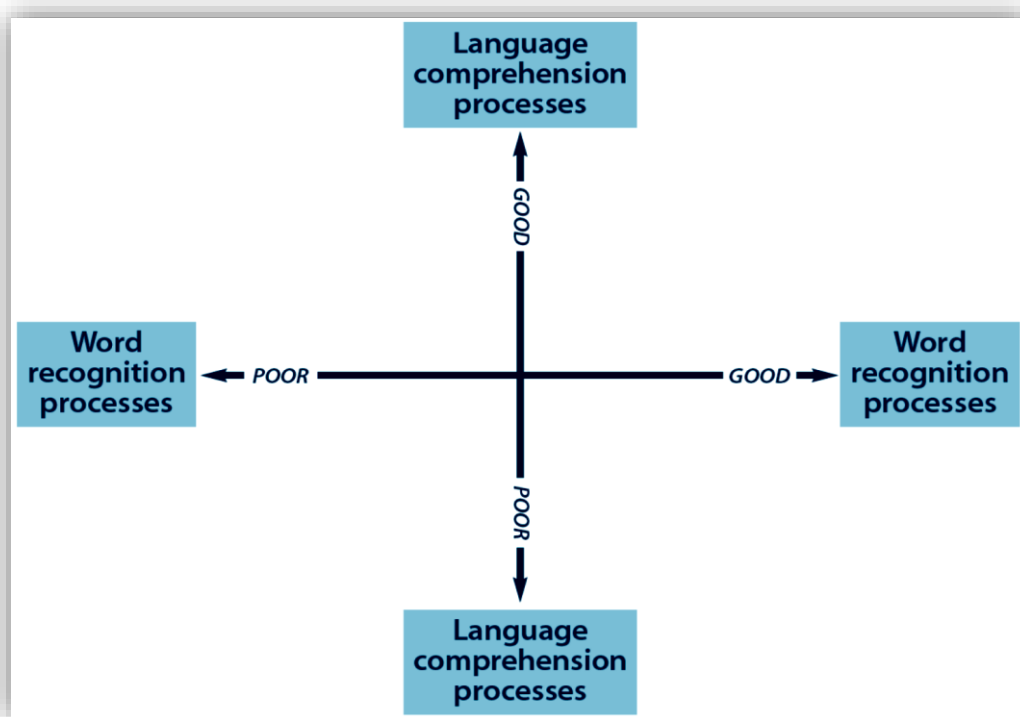 Language
comprehension
processes
GOOD
Word
recognition
processes
POOR
GOOD
Word
recognition
processes
POOR
Language
comprehension
processes